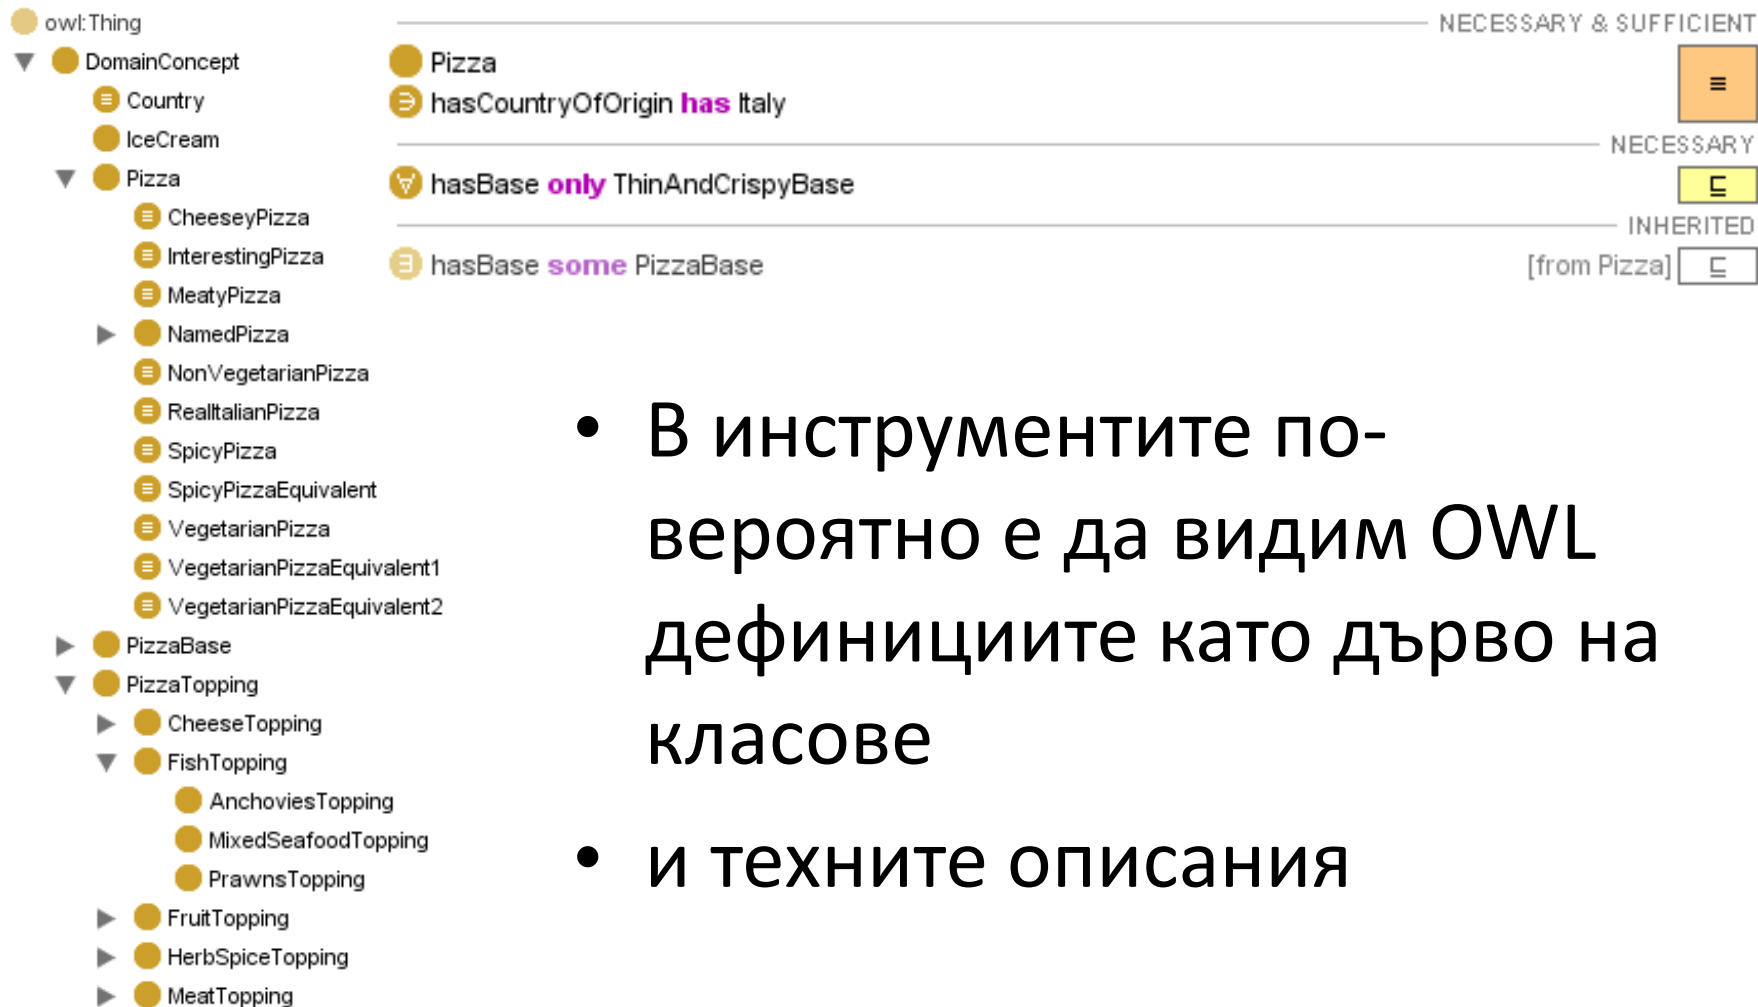 owl:Thing
DomainConcept
Country
IceCream
Pizza
CheeseyPizza
InterestingPizza
MeatyPizza
NamedPizza
NonVegetarianPizza
RealItalianPizza
SpicyPizza
SpicyPizzaEquivalent
VegetarianPizza
VegetarianPizzaEquivalent1
VegetarianPizzaEquivalent2
PizzaBase
PizzaTopping
CheeseTopping
FishTopping
AnchoviesTopping
MixedSeafoodTopping
PrawnsTopping
FruitTopping
HerbSpiceTopping
MeatTopping
NECESSARY & SUFFICIENT
Pizza
≡
hasCountryOfOrigin has Italy
NECESSARY
hasBase only ThinAndCrispyBase ⊑
INHERITED
hasBase some PizzaBase [from Pizza] ⊑
• В инструментите по-
вероятно е да видим OWL
дефинициите като дърво на
класове
• и техните описания